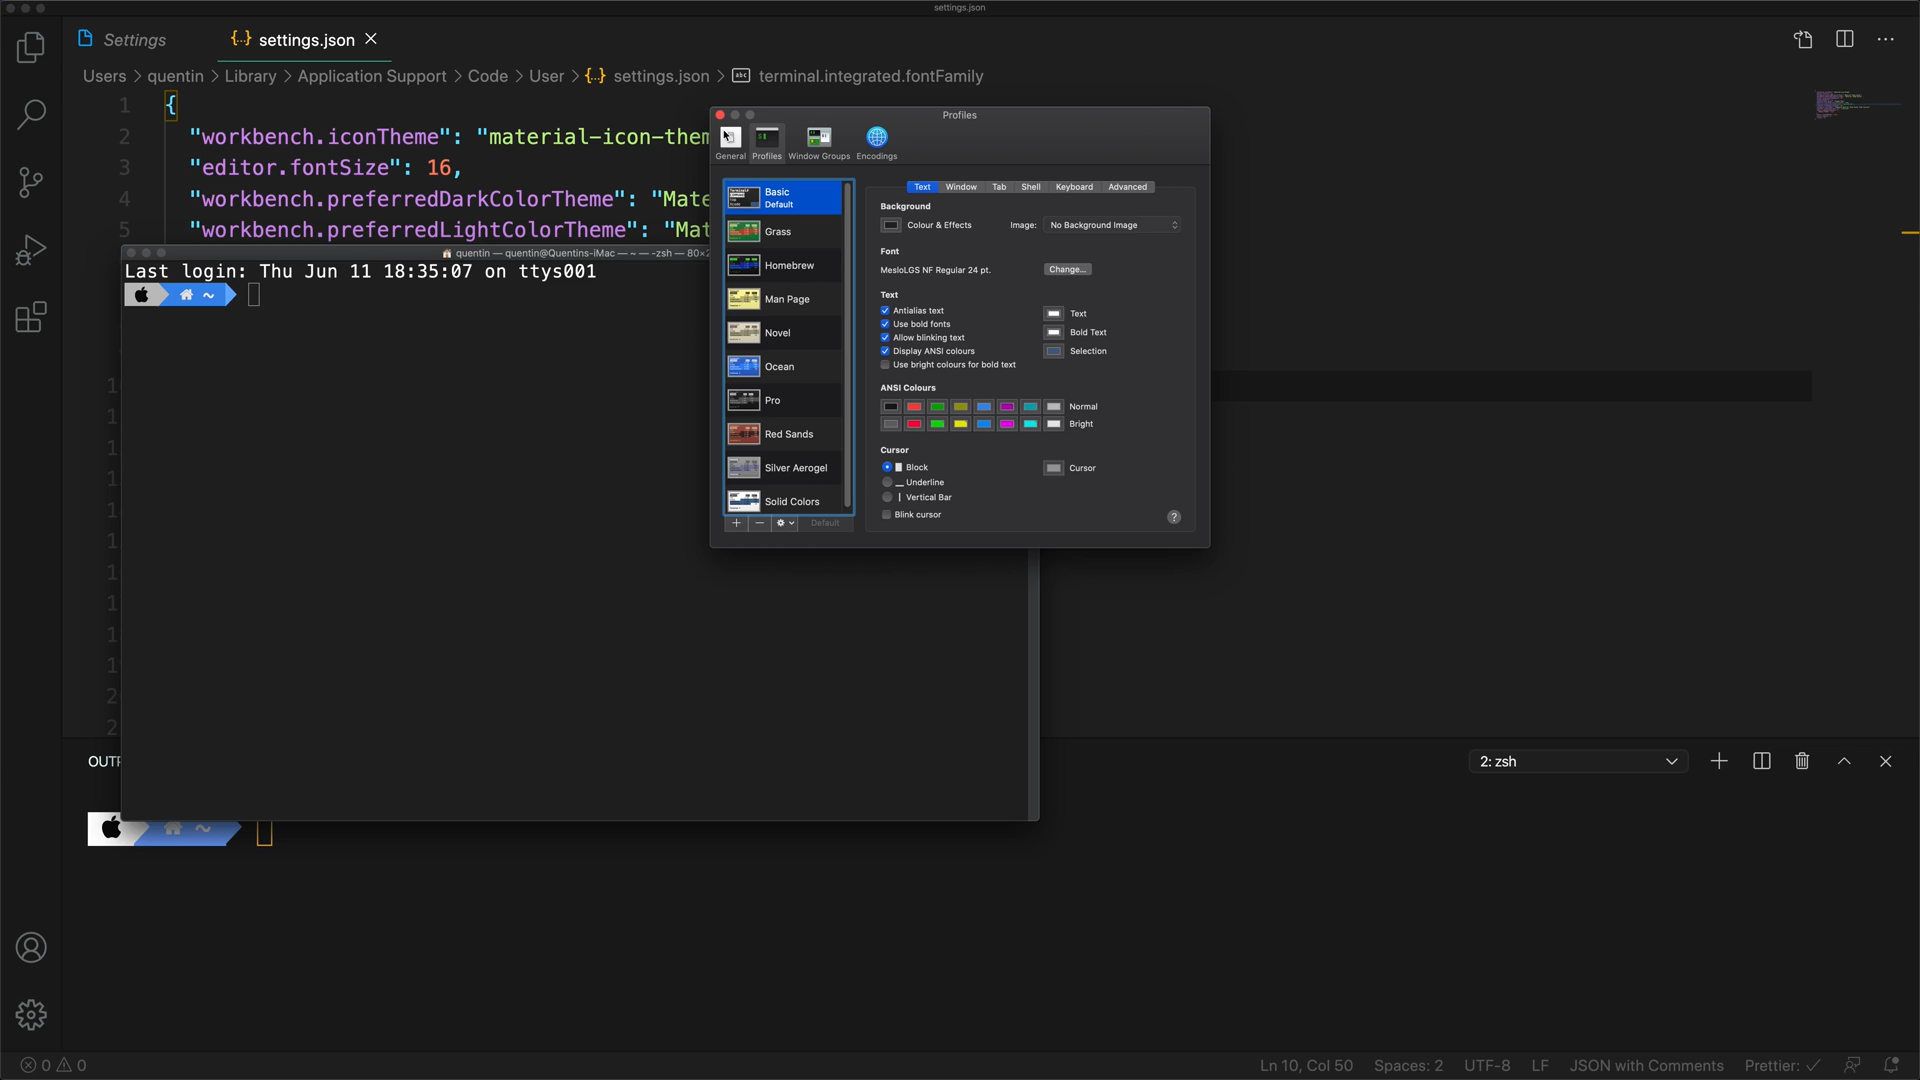 settings.json
Settings
{...} settings.json
Users > quentin > Library > Application Support > Code > User > {...} settings.json > abc terminal.integrated.fontFamily
1 {
2 "workbench.iconTheme": "material-icon-them
3 "editor.fontSize": 16,
4 "workbench.preferredDarkColorTheme": "Mate
5 "workbench.preferredLightColorTheme": "Mat
quentin — quentin@Quentins-iMac — ~ — -zsh — 80×2
Last login: Thu Jun 11 18:35:07 on ttys001
~
Profiles
General Profiles Window Groups Encodings
Basic
Default
Grass
Homebrew
Man Page
Novel
Ocean
Pro
Red Sands
Silver Aerogel
Solid Colors
+ − Default
Text Window Tab Shell Keyboard Advanced
Background
Colour & Effects Image: No Background Image
Font
MesloLGS NF Regular 24 pt. Change...
Text
Antialias text
Use bold fonts
Allow blinking text
Display ANSI colours
Use bright colours for bold text
Text
Bold Text
Selection
ANSI Colours
Normal
Bright
Cursor
Block
Underline
Vertical Bar
Blink cursor
Cursor
?
1
1
1
1
1
1
1
1
1
1
2
2
OUTP
2: zsh
~
0 0
Ln 10, Col 50 Spaces: 2 UTF-8 LF JSON with Comments Prettier: ✓